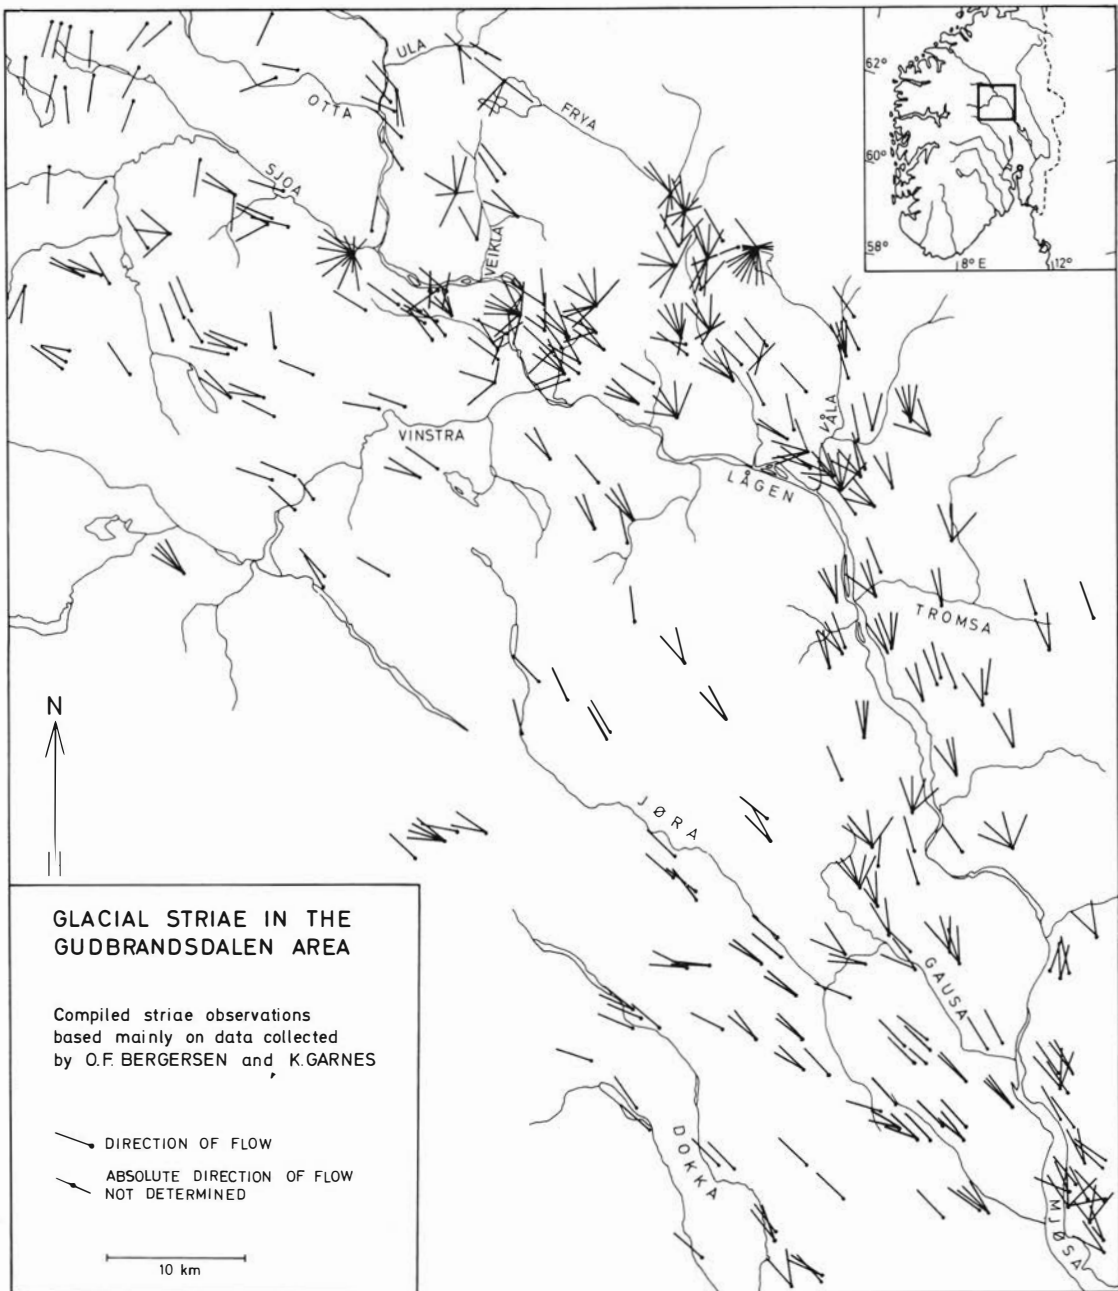 ULA
OTTA
FRYA
SJOA
VEIKLA
VINSTRA
VÅLA
LÅGEN
TROMSA
JØRA
GAUSA
DOKKA
MJØSA
62°
60°
58°
8° E
12°
N
GLACIAL STRIAE IN THE
GUDBRANDSDALEN AREA
Compiled striae observations
based mainly on data collected
by O.F. BERGERSEN and K. GARNES
DIRECTION OF FLOW
ABSOLUTE DIRECTION OF FLOW
NOT DETERMINED
10 km